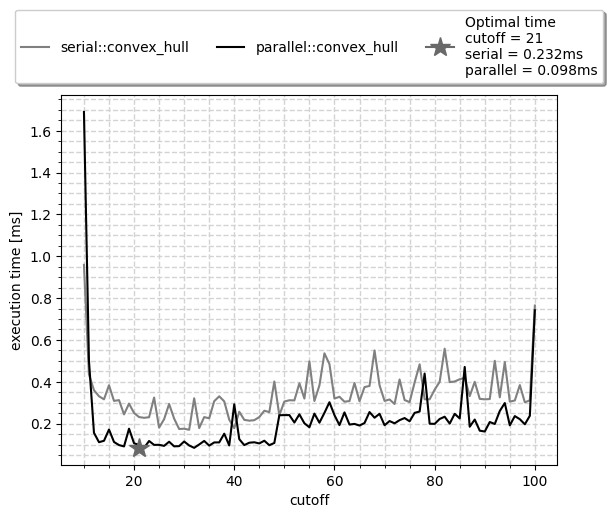 serial::convex_hull
parallel::convex_hull
Optimal time
cutoff = 21
serial = 0.232ms
parallel = 0.098ms
1.6
1.4
1.2
1.0
0.8
0.6
0.4
0.2
execution time [ms]
20 40 60 80 100
cutoff